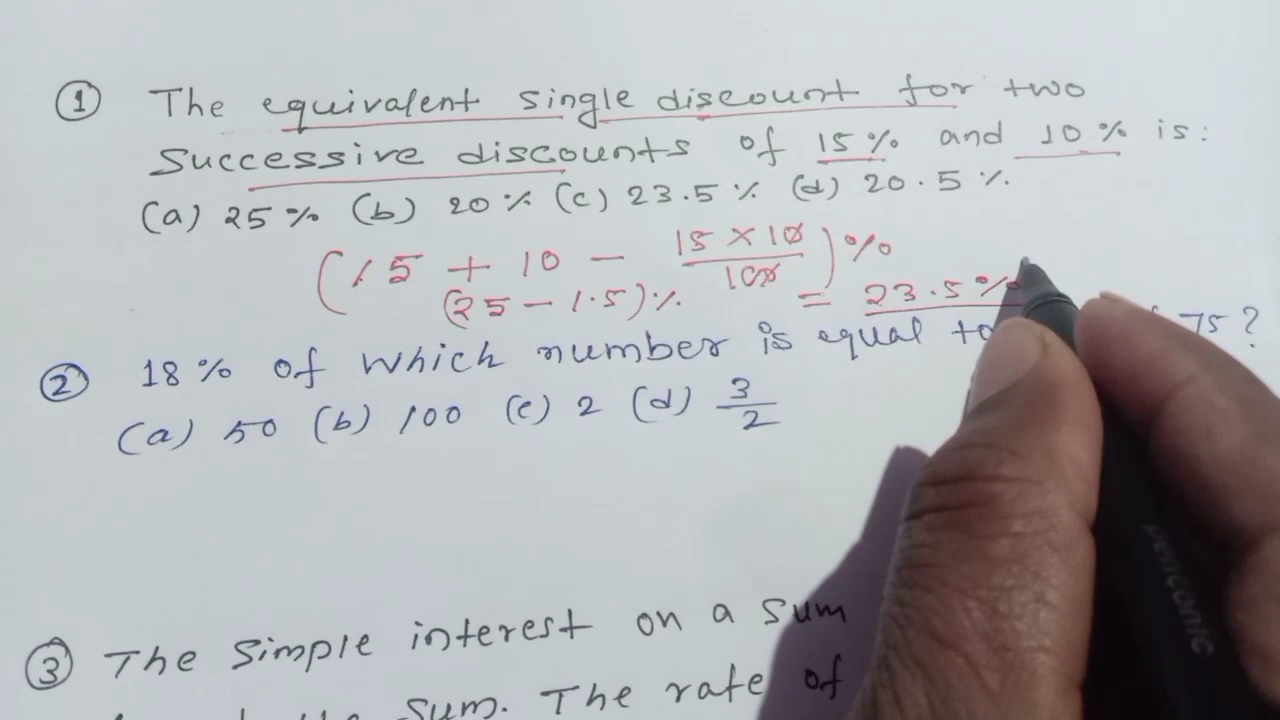 ① The equivalent single discount for two
successive discounts of 15% and 10% is:
(a) 25% (b) 20% (c) 23.5% (d) 20.5%
(15 + 10 - 15 × 10 / 100)%
(25 - 1.5)% = 23.5%
② 18% of which number is equal to 75?
(a) 50 (b) 100 (c) 2 (d) 3/2
③ The simple interest on a sum
sum. The rate of
penconic